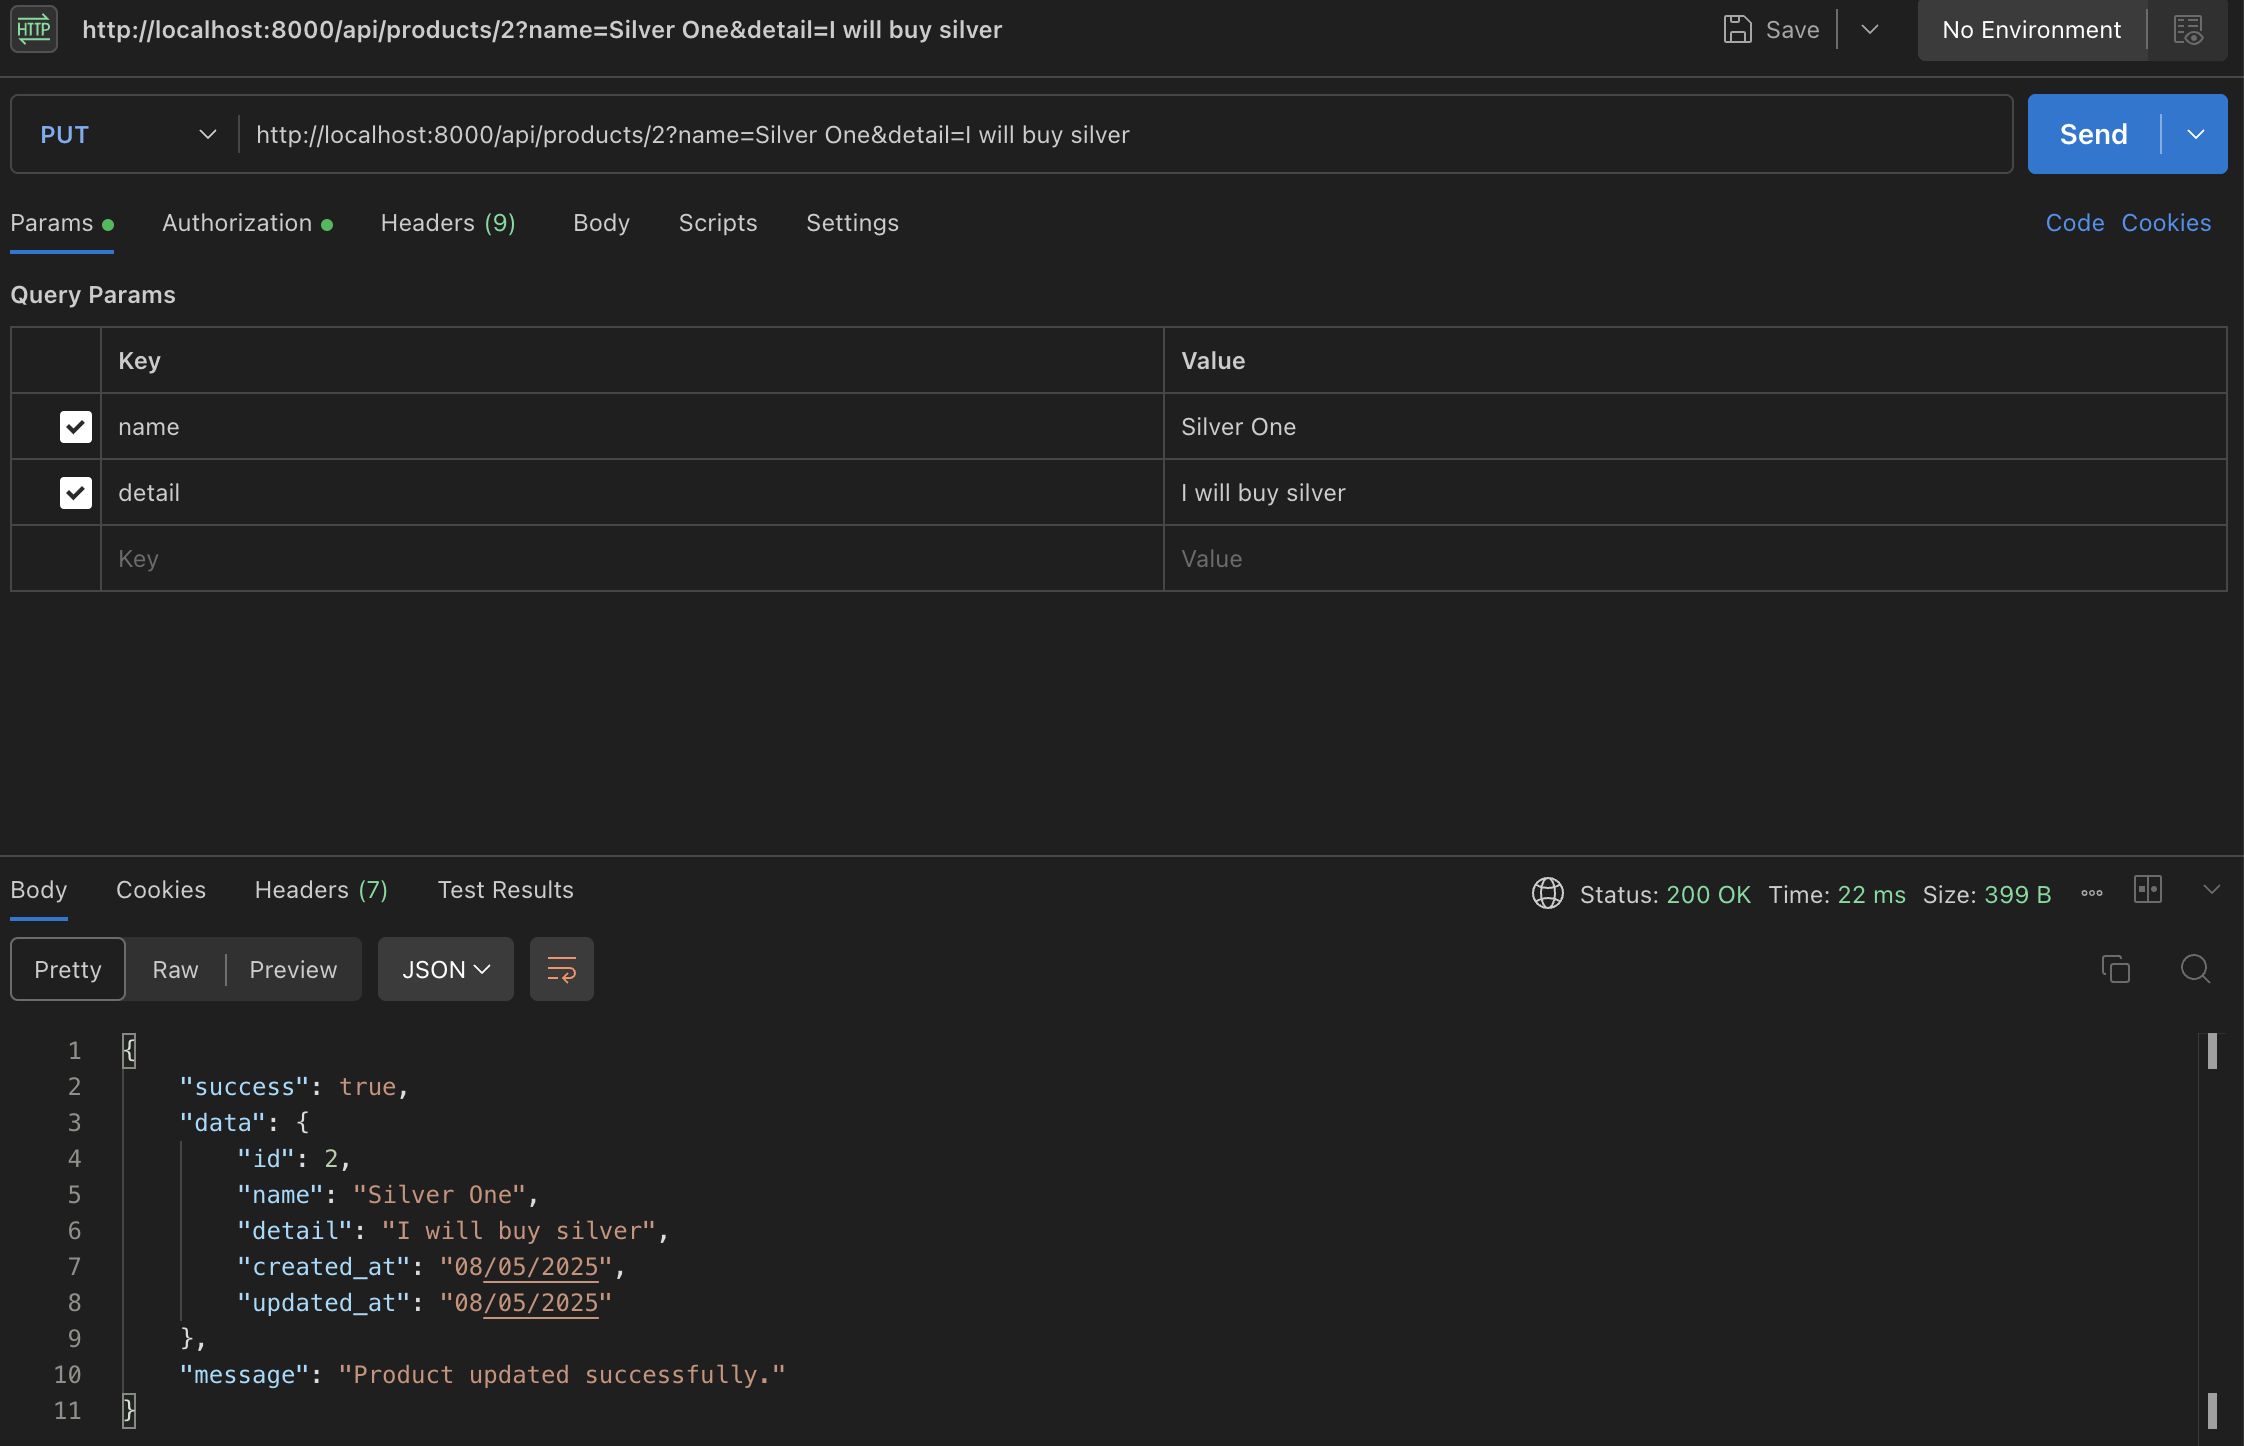 HTTP http://localhost:8000/api/products/2?name=Silver One&detail=I will buy silver Save No Environment
PUT http://localhost:8000/api/products/2?name=Silver One&detail=I will buy silver Send
Params Authorization Headers (9) Body Scripts Settings Code Cookies
Query Params
Key Value
name Silver One
detail I will buy silver
Key Value
Body Cookies Headers (7) Test Results Status: 200 OK Time: 22 ms Size: 399 B
Pretty Raw Preview JSON
1 {
2 "success": true,
3 "data": {
4 "id": 2,
5 "name": "Silver One",
6 "detail": "I will buy silver",
7 "created_at": "08/05/2025",
8 "updated_at": "08/05/2025"
9 },
10 "message": "Product updated successfully."
11 }